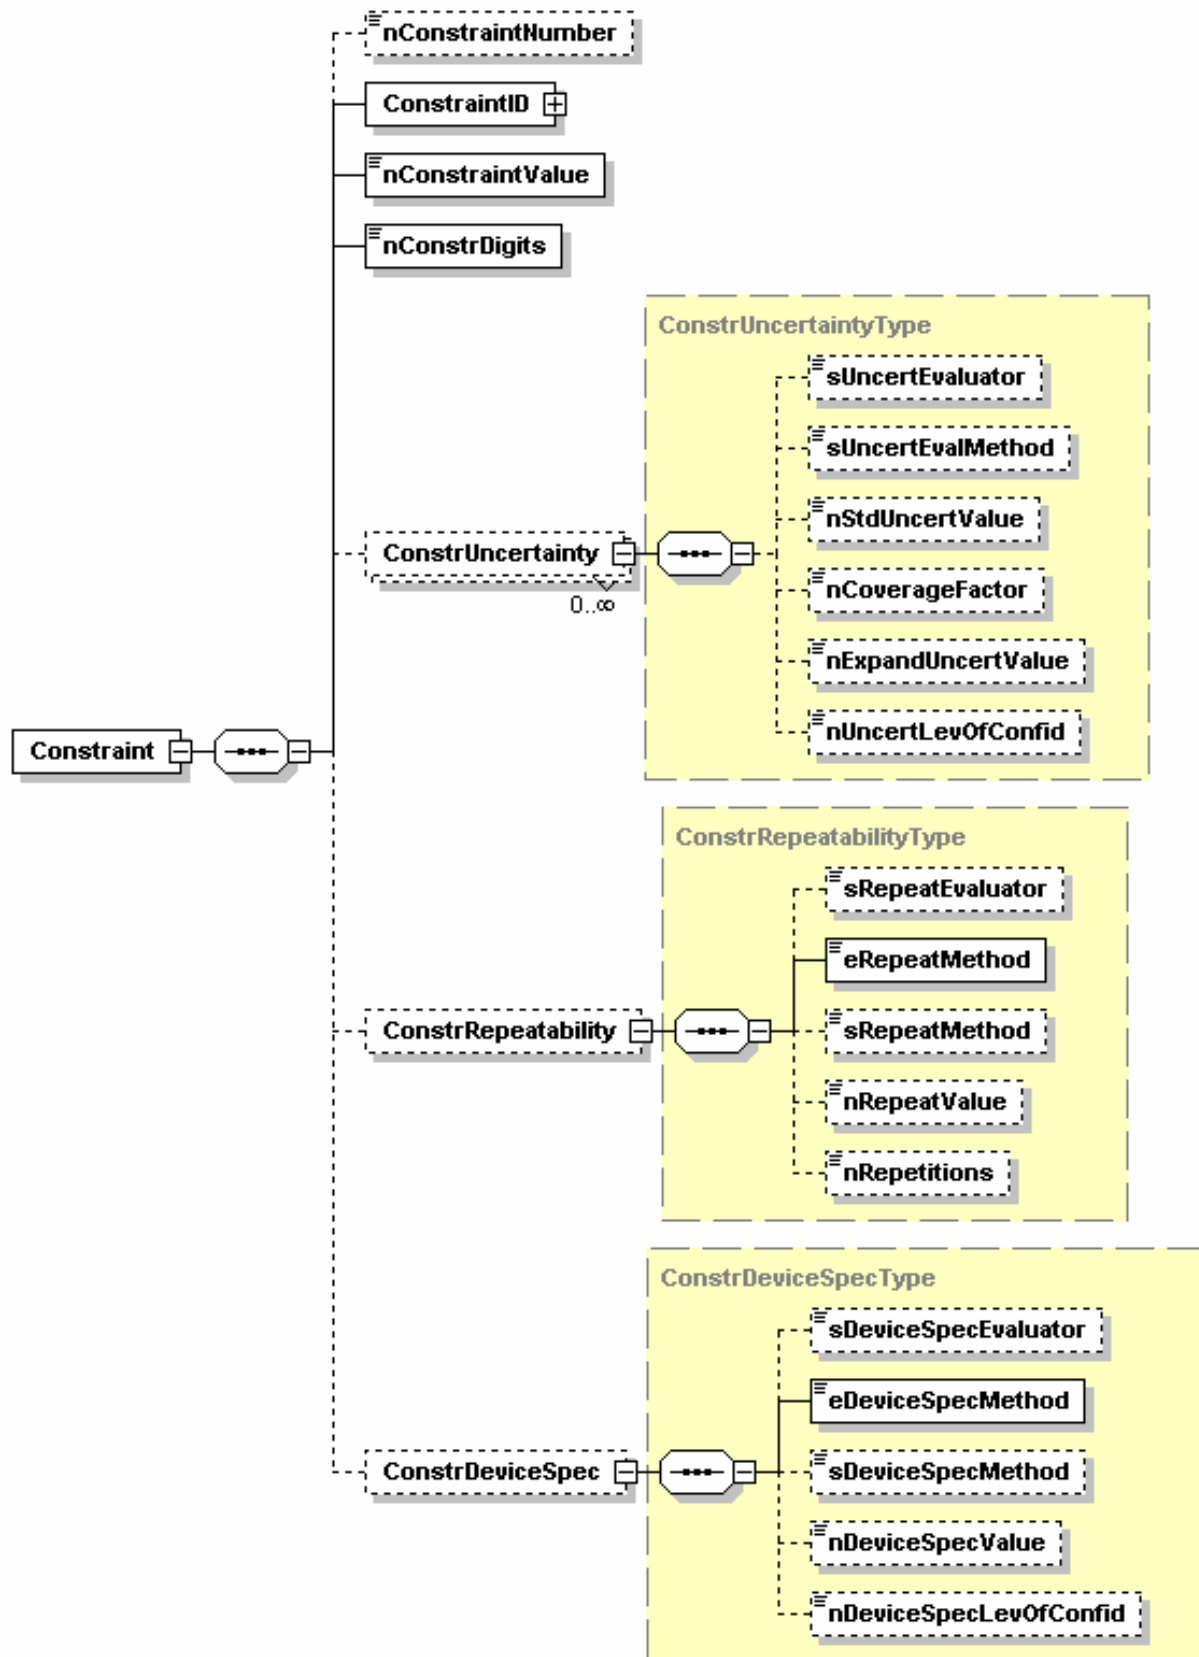 nConstraintNumber
ConstraintID
nConstraintValue
nConstrDigits
ConstrUncertaintyType
sUncertEvaluator
sUncertEvalMethod
nStdUncertValue
ConstrUncertainty
0..∞
nCoverageFactor
nExpandUncertValue
nUncertLevOfConfid
Constraint
ConstrRepeatabilityType
sRepeatEvaluator
eRepeatMethod
ConstrRepeatability
sRepeatMethod
nRepeatValue
nRepetitions
ConstrDeviceSpecType
sDeviceSpecEvaluator
eDeviceSpecMethod
ConstrDeviceSpec
sDeviceSpecMethod
nDeviceSpecValue
nDeviceSpecLevOfConfid